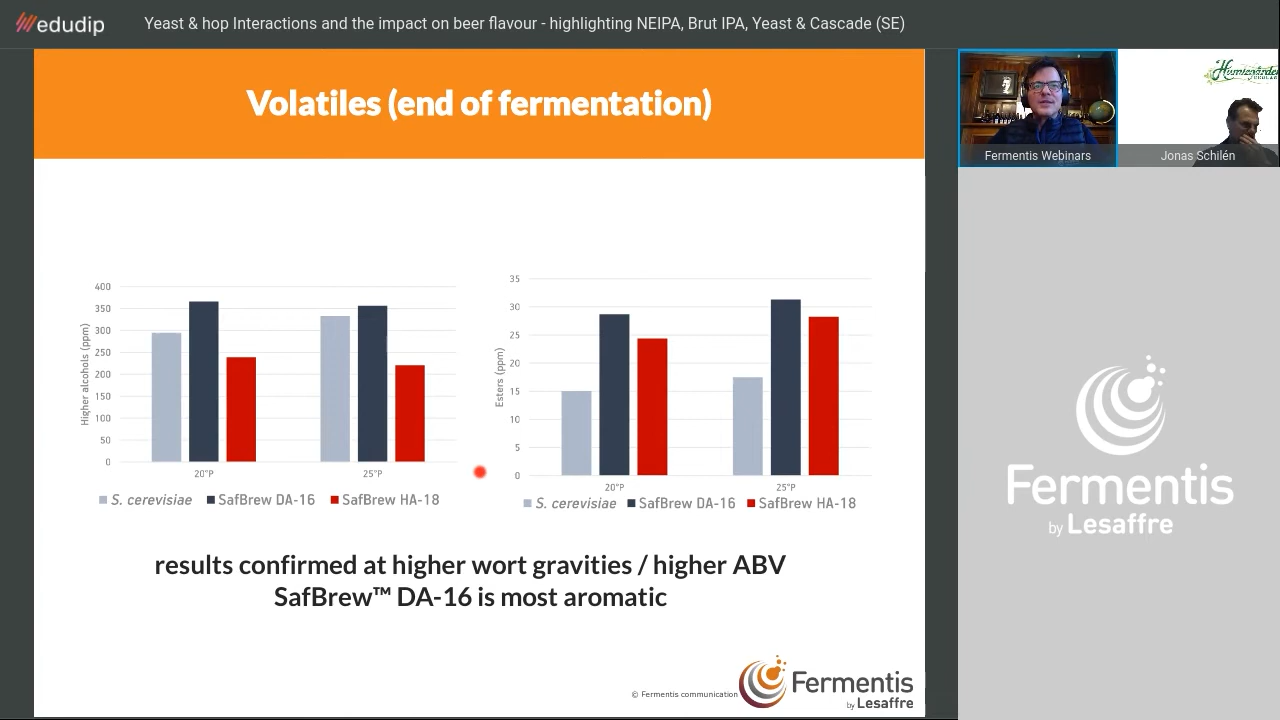 edudip
Yeast & hop Interactions and the impact on beer flavour - highlighting NEIPA, Brut IPA, Yeast & Cascade (SE)
Volatiles (end of fermentation)
Higher alcohols (ppm)
400
350
300
250
200
150
100
50
0
20°P
25°P
S. cerevisiae
SafBrew DA-16
SafBrew HA-18
Esters (ppm)
35
30
25
20
15
10
5
0
20°P
25°P
S. cerevisiae
SafBrew DA-16
SafBrew HA-18
results confirmed at higher wort gravities / higher ABV
SafBrew™ DA-16 is most aromatic
© Fermentis communication
Fermentis
by Lesaffre
Fermentis Webinars
Jonas Schilén
Fermentis
by Lesaffre